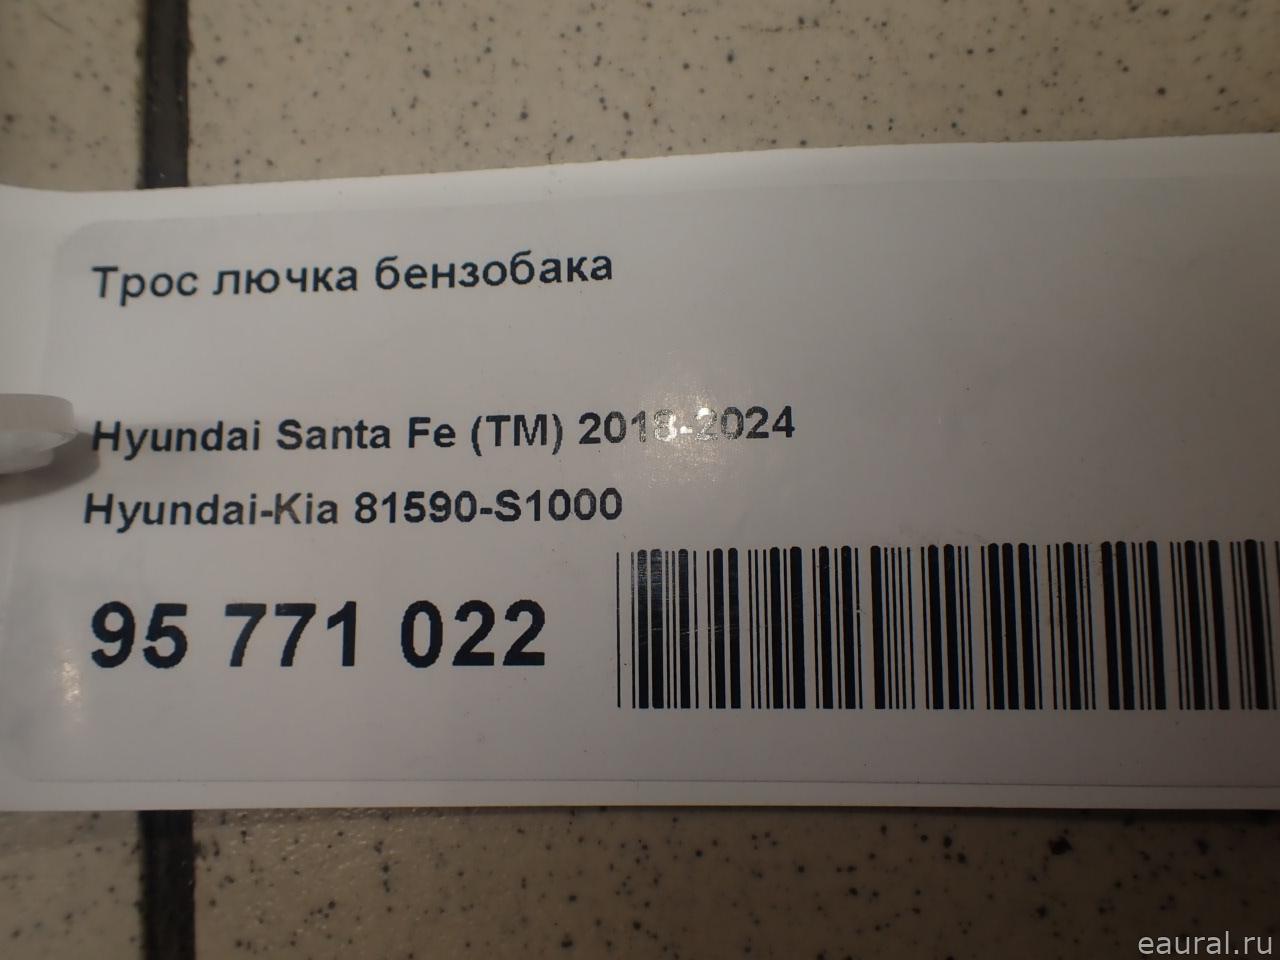 Трос лючка бензобака
Hyundai Santa Fe (TM) 2018-2024
Hyundai-Kia 81590-S1000
95 771 022
eaural.ru